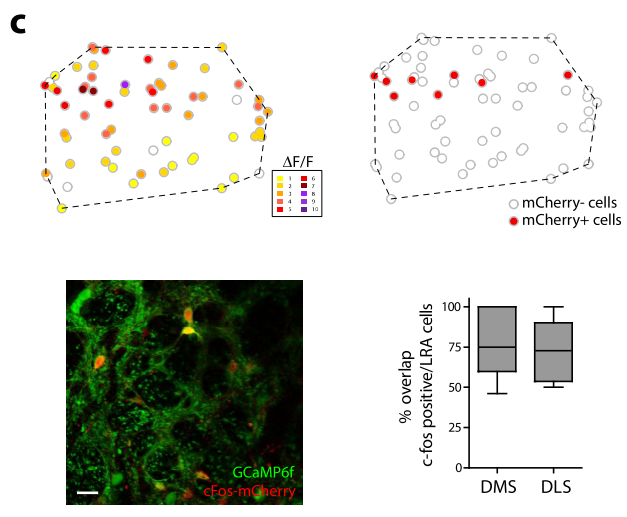 c
ΔF/F
1 6
2 7
3 8
4 9
5 10
mCherry- cells
mCherry+ cells
GCaMP6f
cFos-mCherry
% overlap
c-fos positive/LRA cells
100
75
50
25
0
DMS DLS